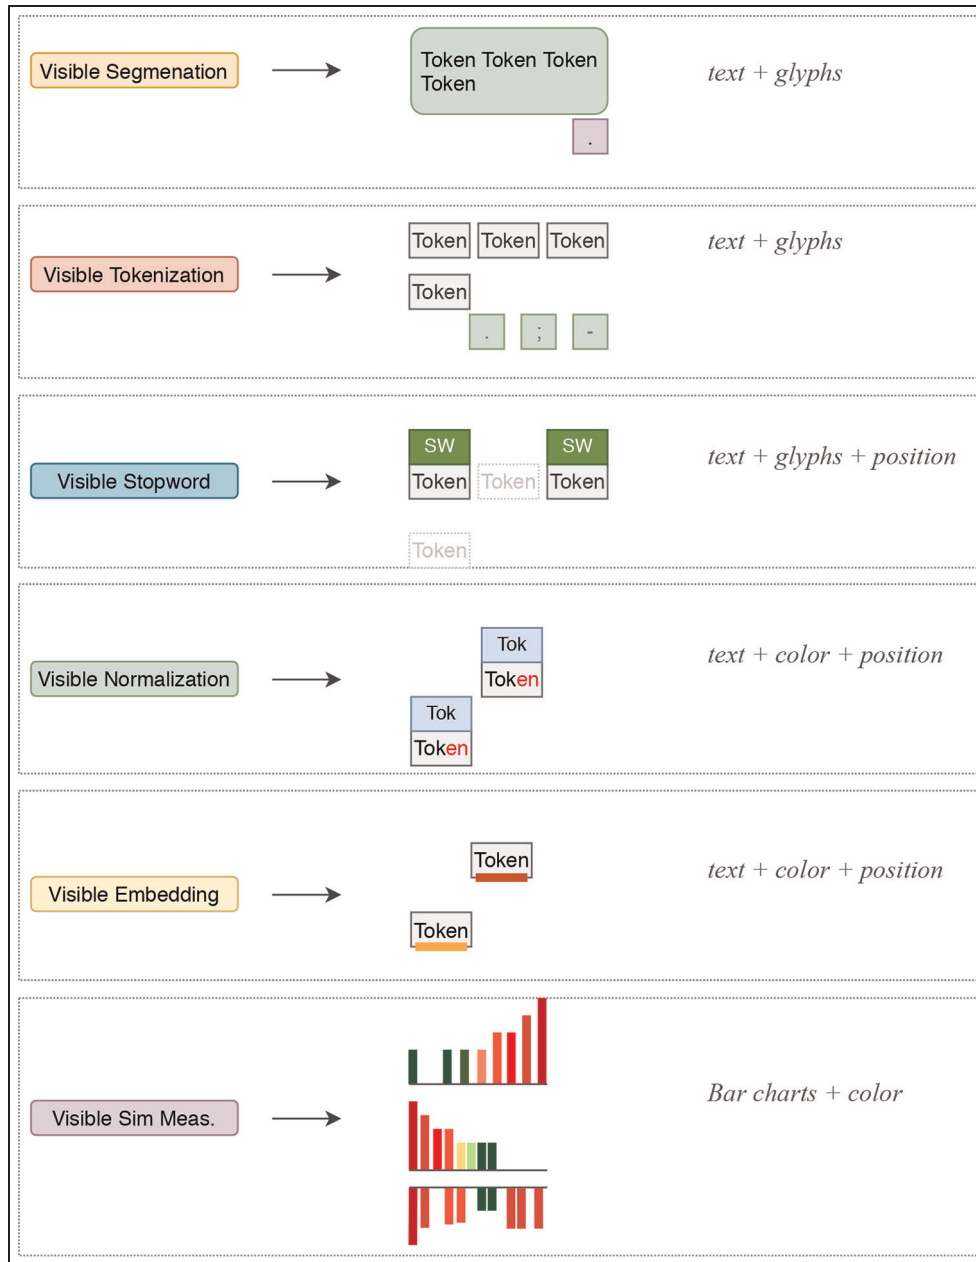 Visible Segmenation
Token Token Token
Token
.
text + glyphs
Visible Tokenization
Token Token Token
Token
. ; -
text + glyphs
Visible Stopword
SW SW
Token Token Token
Token
text + glyphs + position
Visible Normalization
Tok
Token
Tok
Token
text + color + position
Visible Embedding
Token
Token
text + color + position
Visible Sim Meas.
Bar charts + color